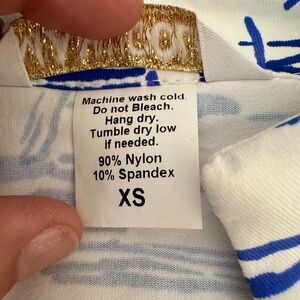 Machine wash cold.
Do not Bleach.
Hang dry.
Tumble dry low
if needed.
90% Nylon
10% Spandex
XS